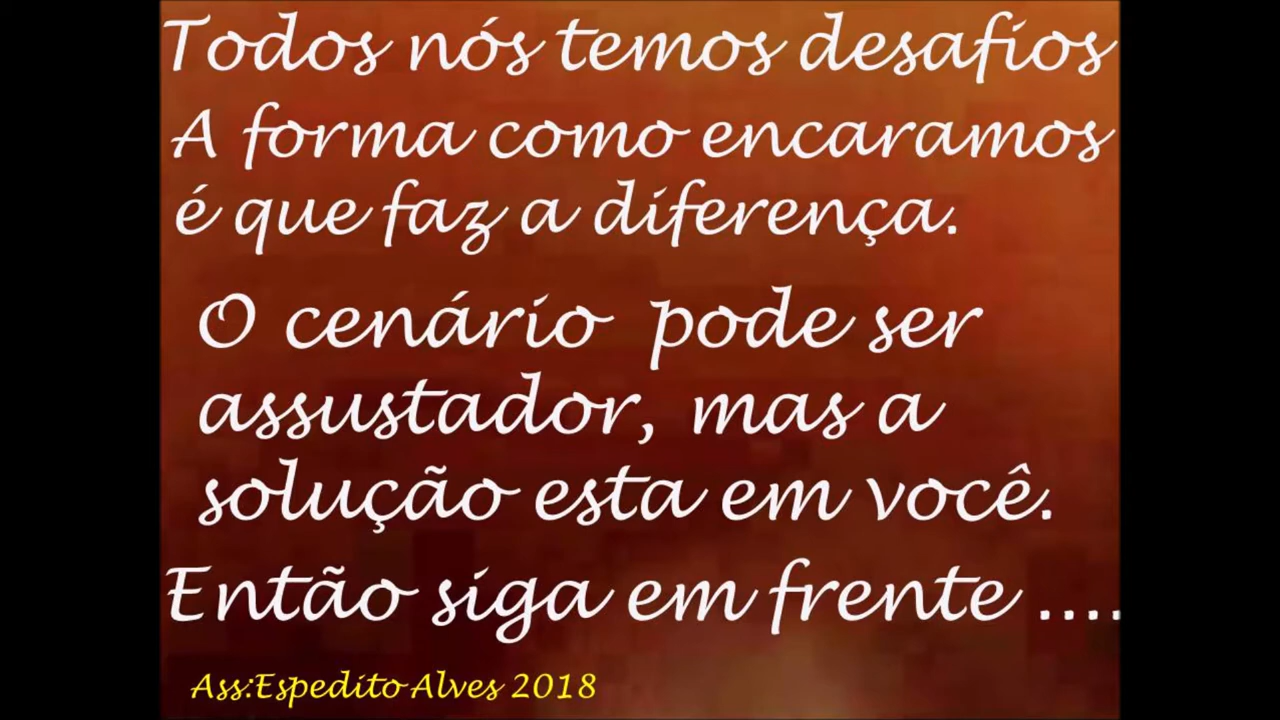 Todos nós temos desafios
A forma como encaramos
é que faz a diferença.
O cenário pode ser
assustador, mas a
solução esta em você.
Então siga em frente ....
Ass:Espedito Alves 2018